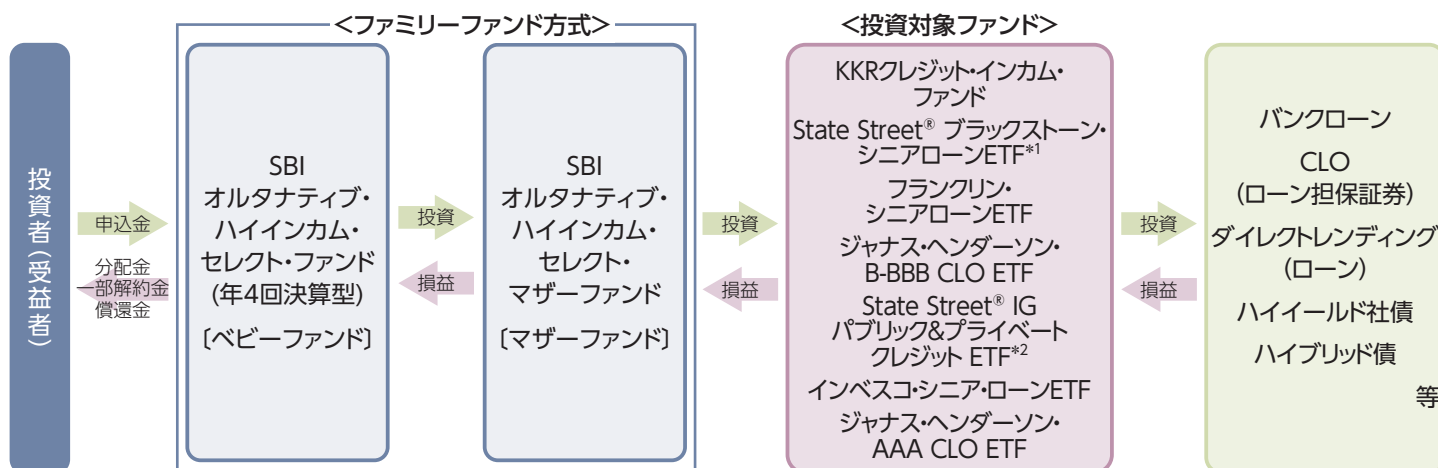 <ファミリーファンド方式>
<投資対象ファンド>
投資者（受益者）
申込金
分配金
一部解約金
償還金
SBI
オルタナティブ・
ハイインカム・
セレクト・ファンド
(年4回決算型)
〔ベビーファンド〕
投資
損益
SBI
オルタナティブ・
ハイインカム・
セレクト・
マザーファンド
〔マザーファンド〕
投資
損益
KKRクレジット・インカム・
ファンド
State Street® ブラックストーン・
シニアローンETF*1
フランクリン・
シニアローンETF
ジャナス・ヘンダーソン・
B-BBB CLO ETF
State Street® IG
パブリック&プライベート
クレジット ETF*2
インベスコ・シニア・ローンETF
ジャナス・ヘンダーソン・
AAA CLO ETF
投資
損益
バンクローン
CLO
(ローン担保証券)
ダイレクトレンディング
(ローン)
ハイイールド社債
ハイブリッド債
等